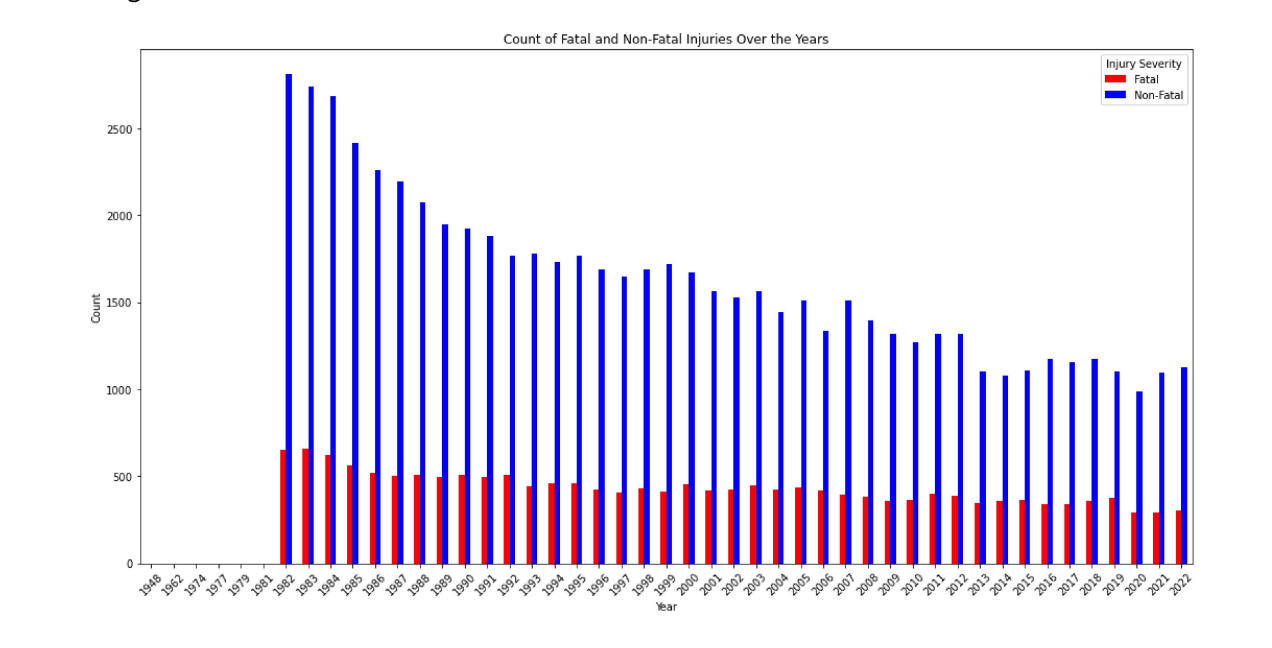 Count of Fatal and Non-Fatal Injuries Over the Years
Injury Severity
Fatal
Non-Fatal
2500
2000
1500
1000
500
0
Count
1948 1962 1974 1977 1979 1981 1982 1983 1984 1985 1986 1987 1988 1989 1990 1991 1992 1993 1994 1995 1996 1997 1998 1999 2000 2001 2002 2003 2004 2005 2006 2007 2008 2009 2010 2011 2012 2013 2014 2015 2016 2017 2018 2019 2020 2021 2022
Year